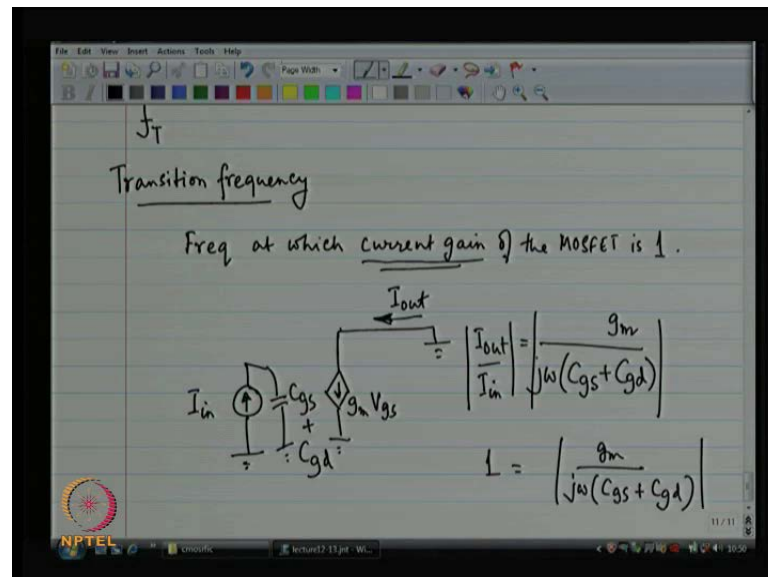 File Edit View Insert Actions Tools Help
Page Width
B I
f_T
Transition frequency
Freq at which current gain of the MOSFET is 1.
I_out
|I_out / I_in| = |g_m / jω(C_gs + C_gd)|
I_in
C_gs + C_gd
g_m V_gs
1 = |g_m / jω(C_gs + C_gd)|
11 / 11
NPTEL
cmosrfic
lecture12-13.jnt - Wi...
10:50